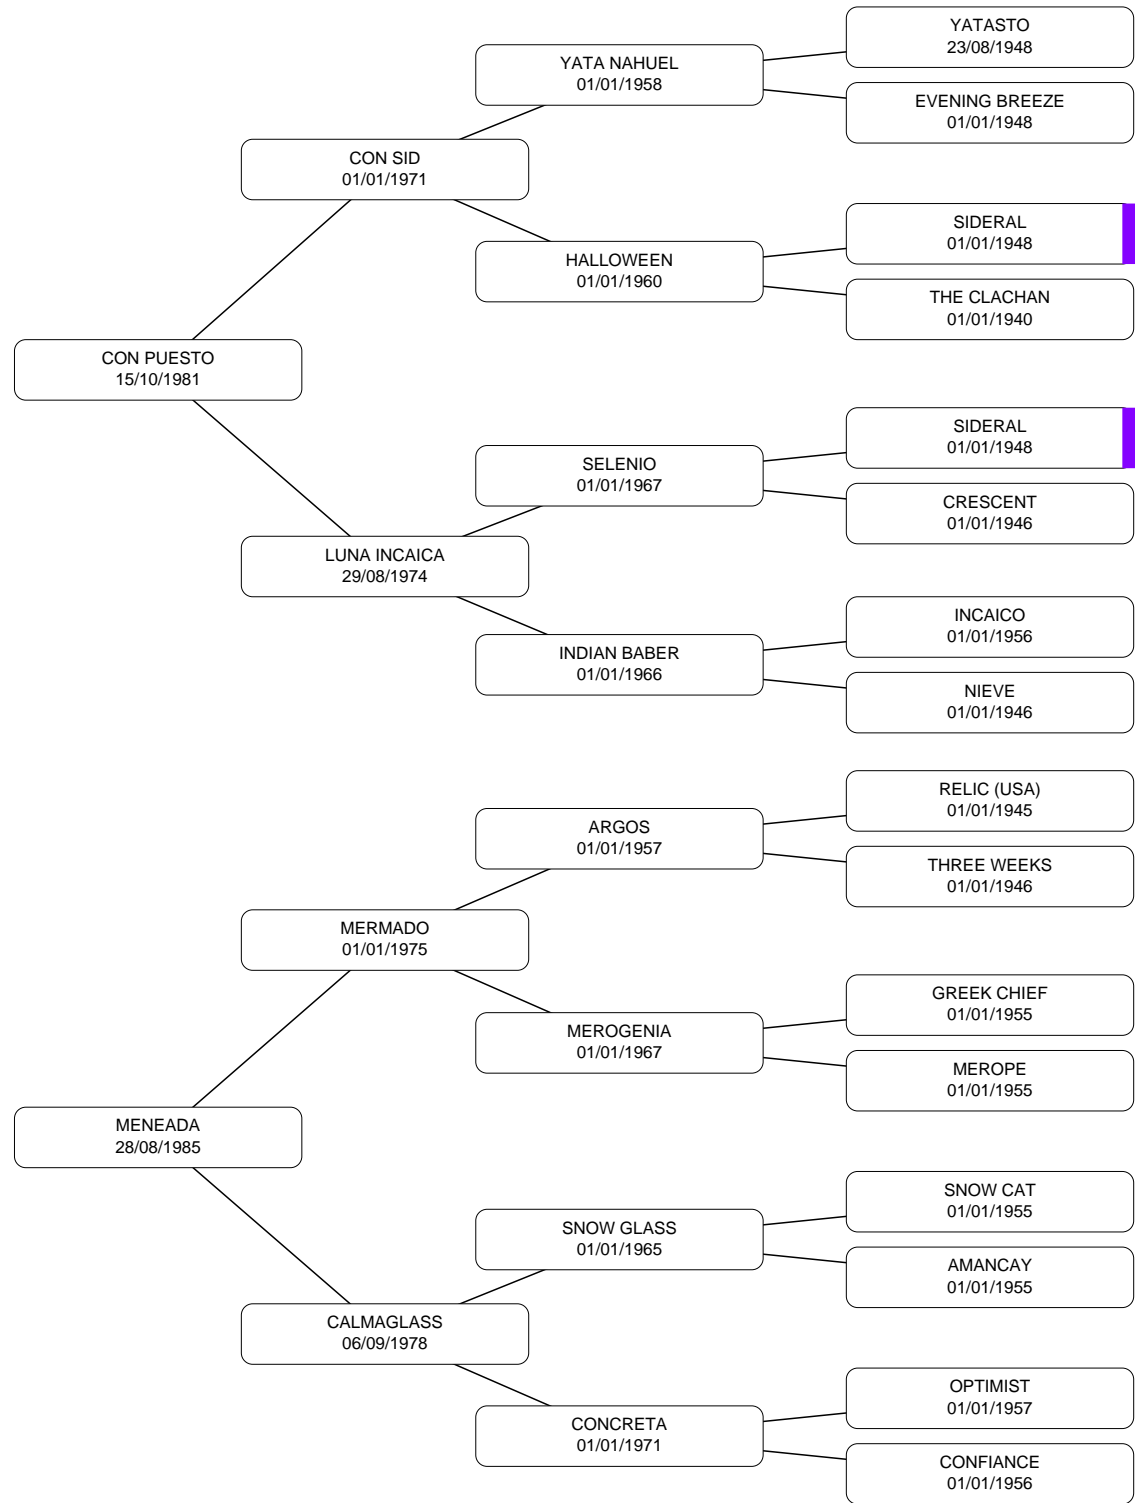 YATASTO
23/08/1948
YATA NAHUEL
01/01/1958
EVENING BREEZE
01/01/1948
CON SID
01/01/1971
SIDERAL
01/01/1948
HALLOWEEN
01/01/1960
THE CLACHAN
01/01/1940
CON PUESTO
15/10/1981
SIDERAL
01/01/1948
SELENIO
01/01/1967
CRESCENT
01/01/1946
LUNA INCAICA
29/08/1974
INCAICO
01/01/1956
INDIAN BABER
01/01/1966
NIEVE
01/01/1946
RELIC (USA)
01/01/1945
ARGOS
01/01/1957
THREE WEEKS
01/01/1946
MERMADO
01/01/1975
GREEK CHIEF
01/01/1955
MEROGENIA
01/01/1967
MEROPE
01/01/1955
MENEADA
28/08/1985
SNOW CAT
01/01/1955
SNOW GLASS
01/01/1965
AMANCAY
01/01/1955
CALMAGLASS
06/09/1978
OPTIMIST
01/01/1957
CONCRETA
01/01/1971
CONFIANCE
01/01/1956